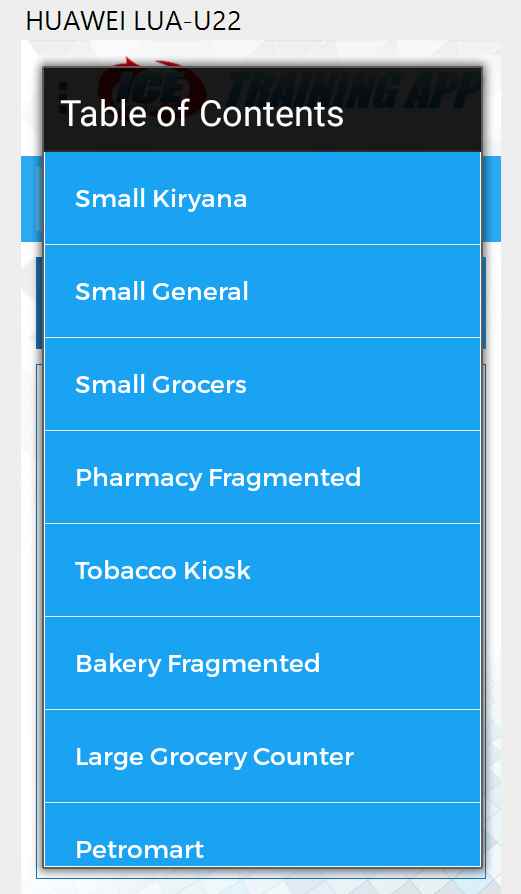 HUAWEI LUA-U22
ICE TRAINING APP
Table of Contents
Small Kiryana
Small General
Small Grocers
Pharmacy Fragmented
Tobacco Kiosk
Bakery Fragmented
Large Grocery Counter
Petromart